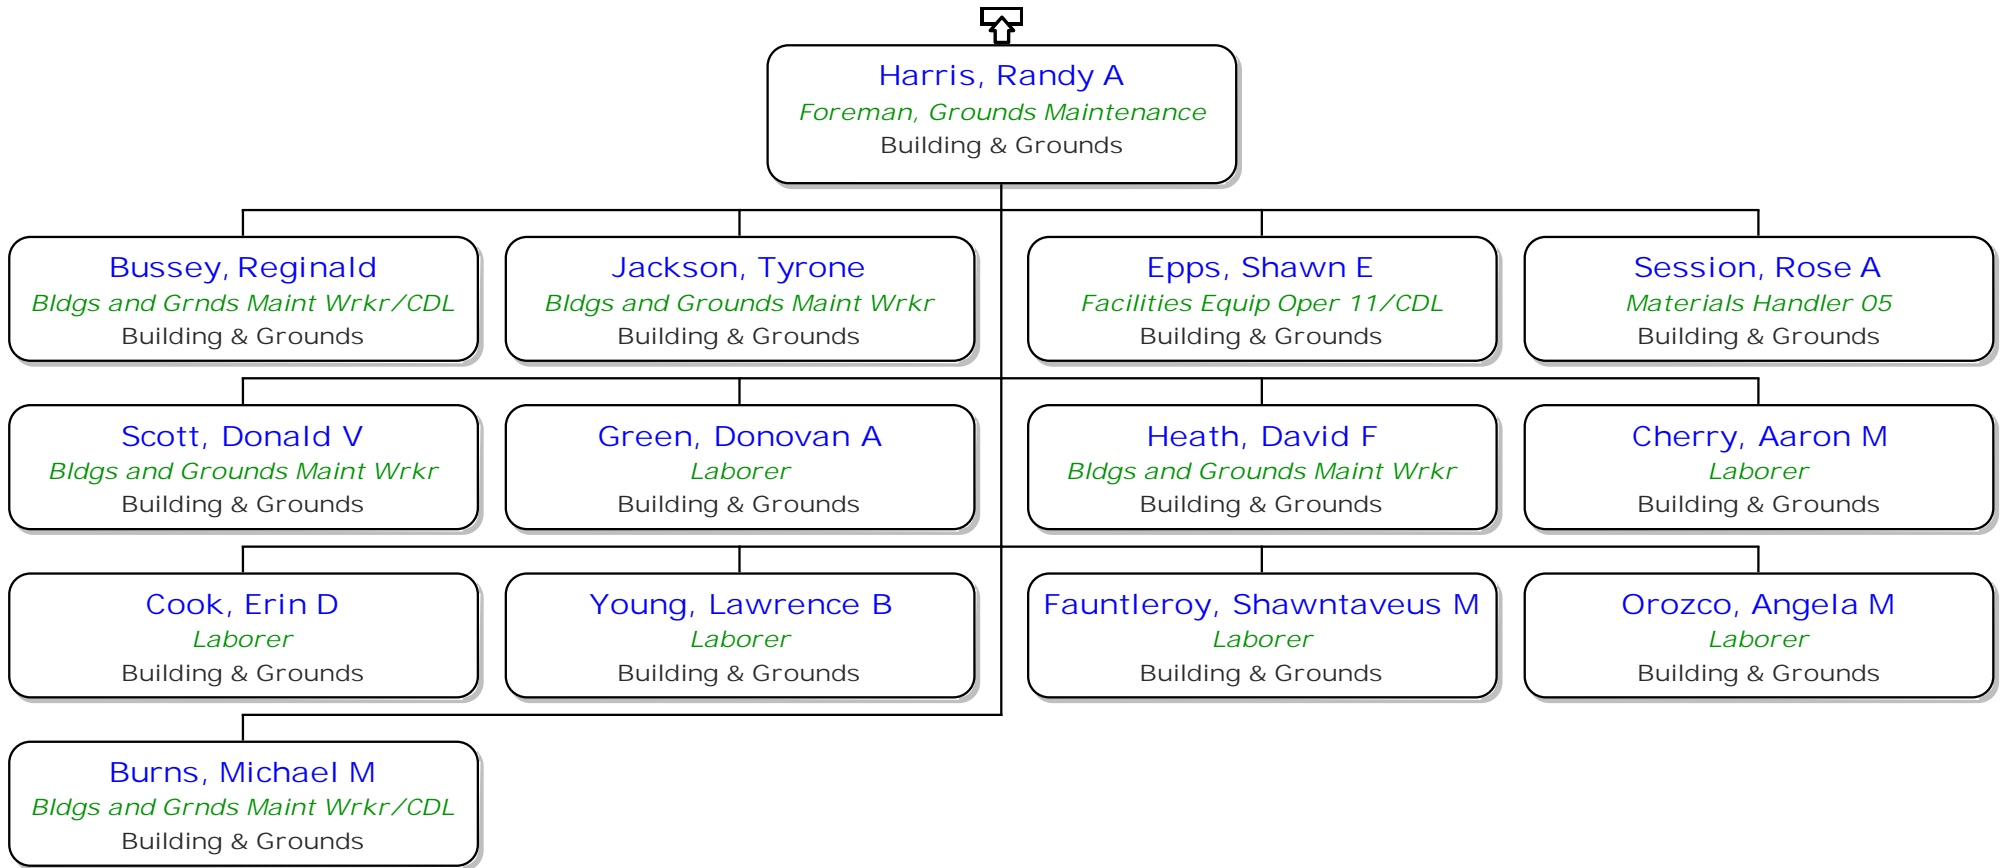 Harris, Randy A
Foreman, Grounds Maintenance
Building & Grounds
Bussey, Reginald
Bldgs and Grnds Maint Wrkr/CDL
Building & Grounds
Jackson, Tyrone
Bldgs and Grounds Maint Wrkr
Building & Grounds
Epps, Shawn E
Facilities Equip Oper 11/CDL
Building & Grounds
Session, Rose A
Materials Handler 05
Building & Grounds
Scott, Donald V
Bldgs and Grounds Maint Wrkr
Building & Grounds
Green, Donovan A
Laborer
Building & Grounds
Heath, David F
Bldgs and Grounds Maint Wrkr
Building & Grounds
Cherry, Aaron M
Laborer
Building & Grounds
Cook, Erin D
Laborer
Building & Grounds
Young, Lawrence B
Laborer
Building & Grounds
Fauntleroy, Shawntaveus M
Laborer
Building & Grounds
Orozco, Angela M
Laborer
Building & Grounds
Burns, Michael M
Bldgs and Grnds Maint Wrkr/CDL
Building & Grounds